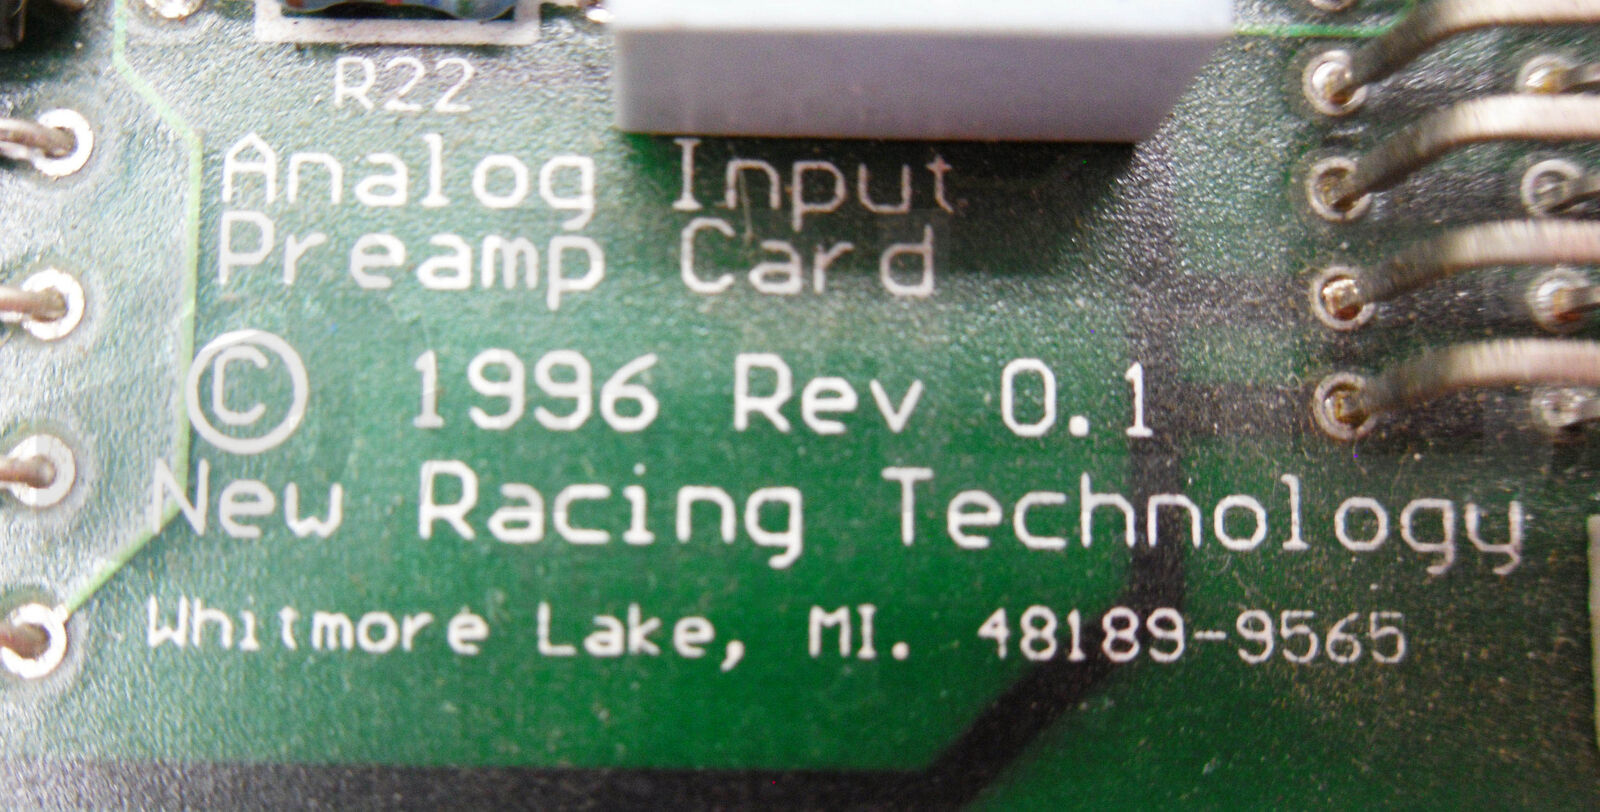 R22
Analog Input
Preamp Card
© 1996 Rev 0.1
New Racing Technology
Whitmore Lake, MI. 48189-9565